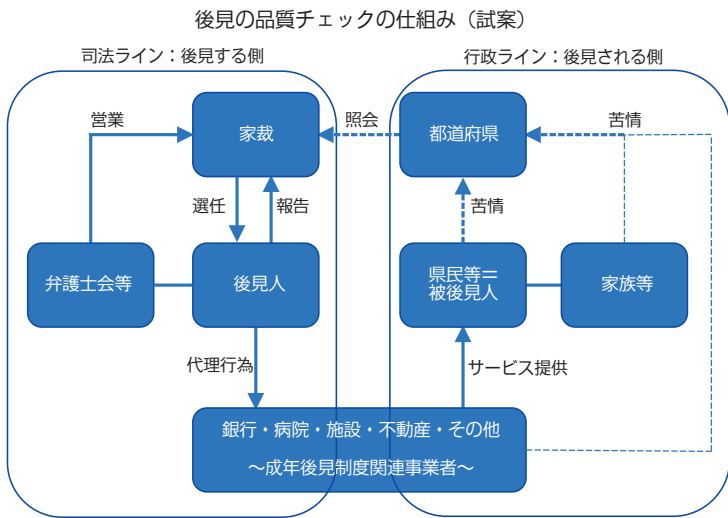 後見の品質チェックの仕組み（試案）
司法ライン：後見する側
行政ライン：後見される側
営業
家裁
照会
都道府県
苦情
選任
報告
苦情
弁護士会等
後見人
県民等＝
被後見人
家族等
代理行為
サービス提供
銀行・病院・施設・不動産・その他
～成年後見制度関連事業者～